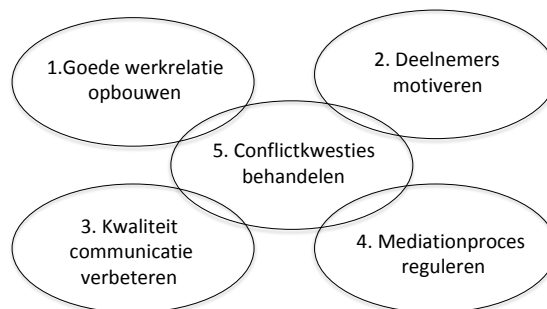 1.Goede werkrelatie
opbouwen
2. Deelnemers
motiveren
5. Conflictkwesties
behandelen
3. Kwaliteit
communicatie
verbeteren
4. Mediationproces
reguleren